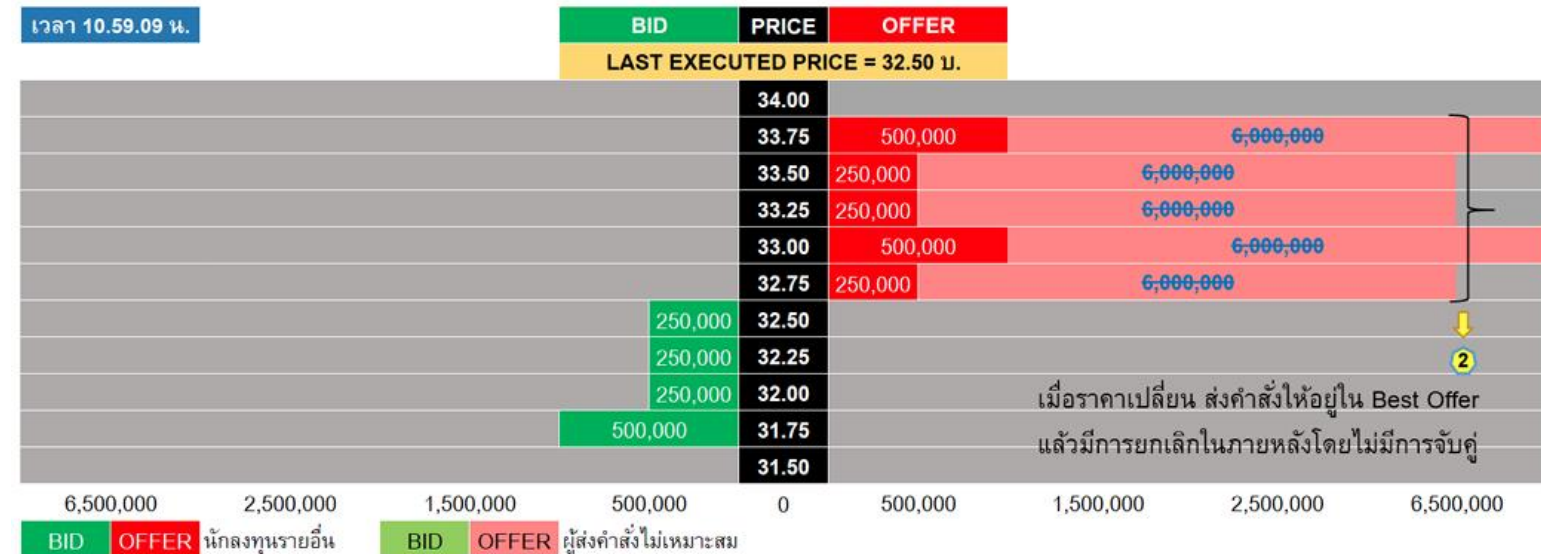 เวลา 10.59.09 น. BID PRICE OFFER
LAST EXECUTED PRICE = 32.50 บ.
34.00
33.75 500,000 6,000,000
33.50 250,000 6,000,000
33.25 250,000 6,000,000
33.00 500,000 6,000,000
32.75 250,000 6,000,000
250,000 32.50
250,000 32.25 2
250,000 32.00 เมื่อราคาเปลี่ยน ส่งคำสั่งให้อยู่ใน Best Offer
500,000 31.75 แล้วมีการยกเลิกในภายหลังโดยไม่มีการจับคู่
31.50
6,500,000 2,500,000 1,500,000 500,000 0 500,000 1,500,000 2,500,000 6,500,000
BID OFFER นักลงทุนรายอื่น BID OFFER ผู้ส่งคำสั่งไม่เหมาะสม